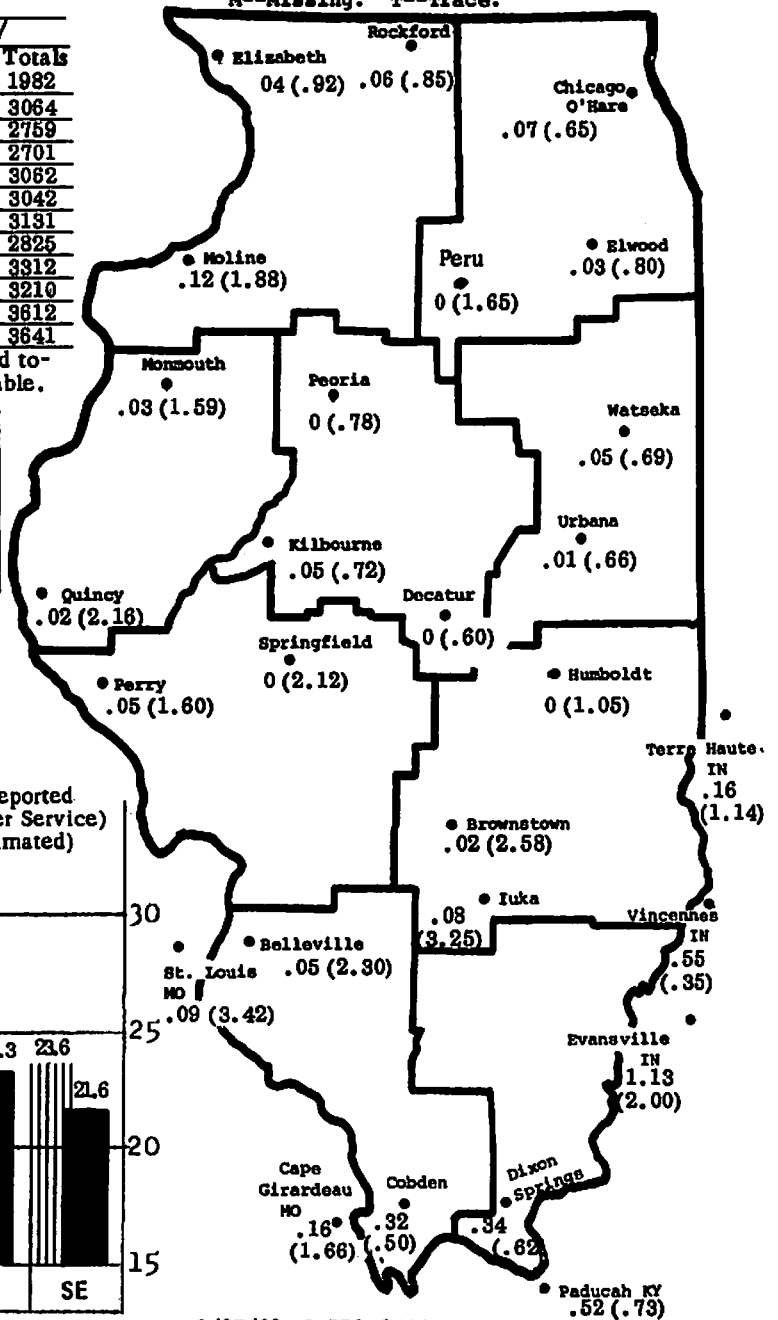 M--Missing. T--Trace.
Totals
1982
3064
2759
2701
3062
3042
3131
2825
3312
3210
3612
3641
d to-
ble.
Rockford
.06 (.85)
Elizabeth
04 (.92)
Chicago
O'Hare
.07 (.65)
Moline
.12 (1.88)
Peru
0 (1.65)
Elwood
.03 (.80)
Monmouth
.03 (1.59)
Peoria
0 (.78)
Watseka
.05 (.69)
Urbana
.01 (.66)
Kilbourne
.05 (.72)
Quincy
.02 (2.16)
Decatur
0 (.60)
Springfield
0 (2.12)
Perry
.05 (1.60)
Humboldt
0 (1.05)
Terre Haute
IN
.16
(1.14)
eported
er Service)
mated)
Brownstown
.02 (2.58)
Iuka
.08
(3.25)
Vincennes
IN
.55
(.35)
Belleville
.05 (2.30)
St. Louis
MO
.09 (3.42)
Evansville
IN
1.13
(2.00)
30
25
20
15
.3
23.6
21.6
SE
Cape
Girardeau
MO
.16
(1.66)
Cobden
.32
(.50)
Dixon
Springs
.34
(.62)
Paducah KY
.52 (.73)